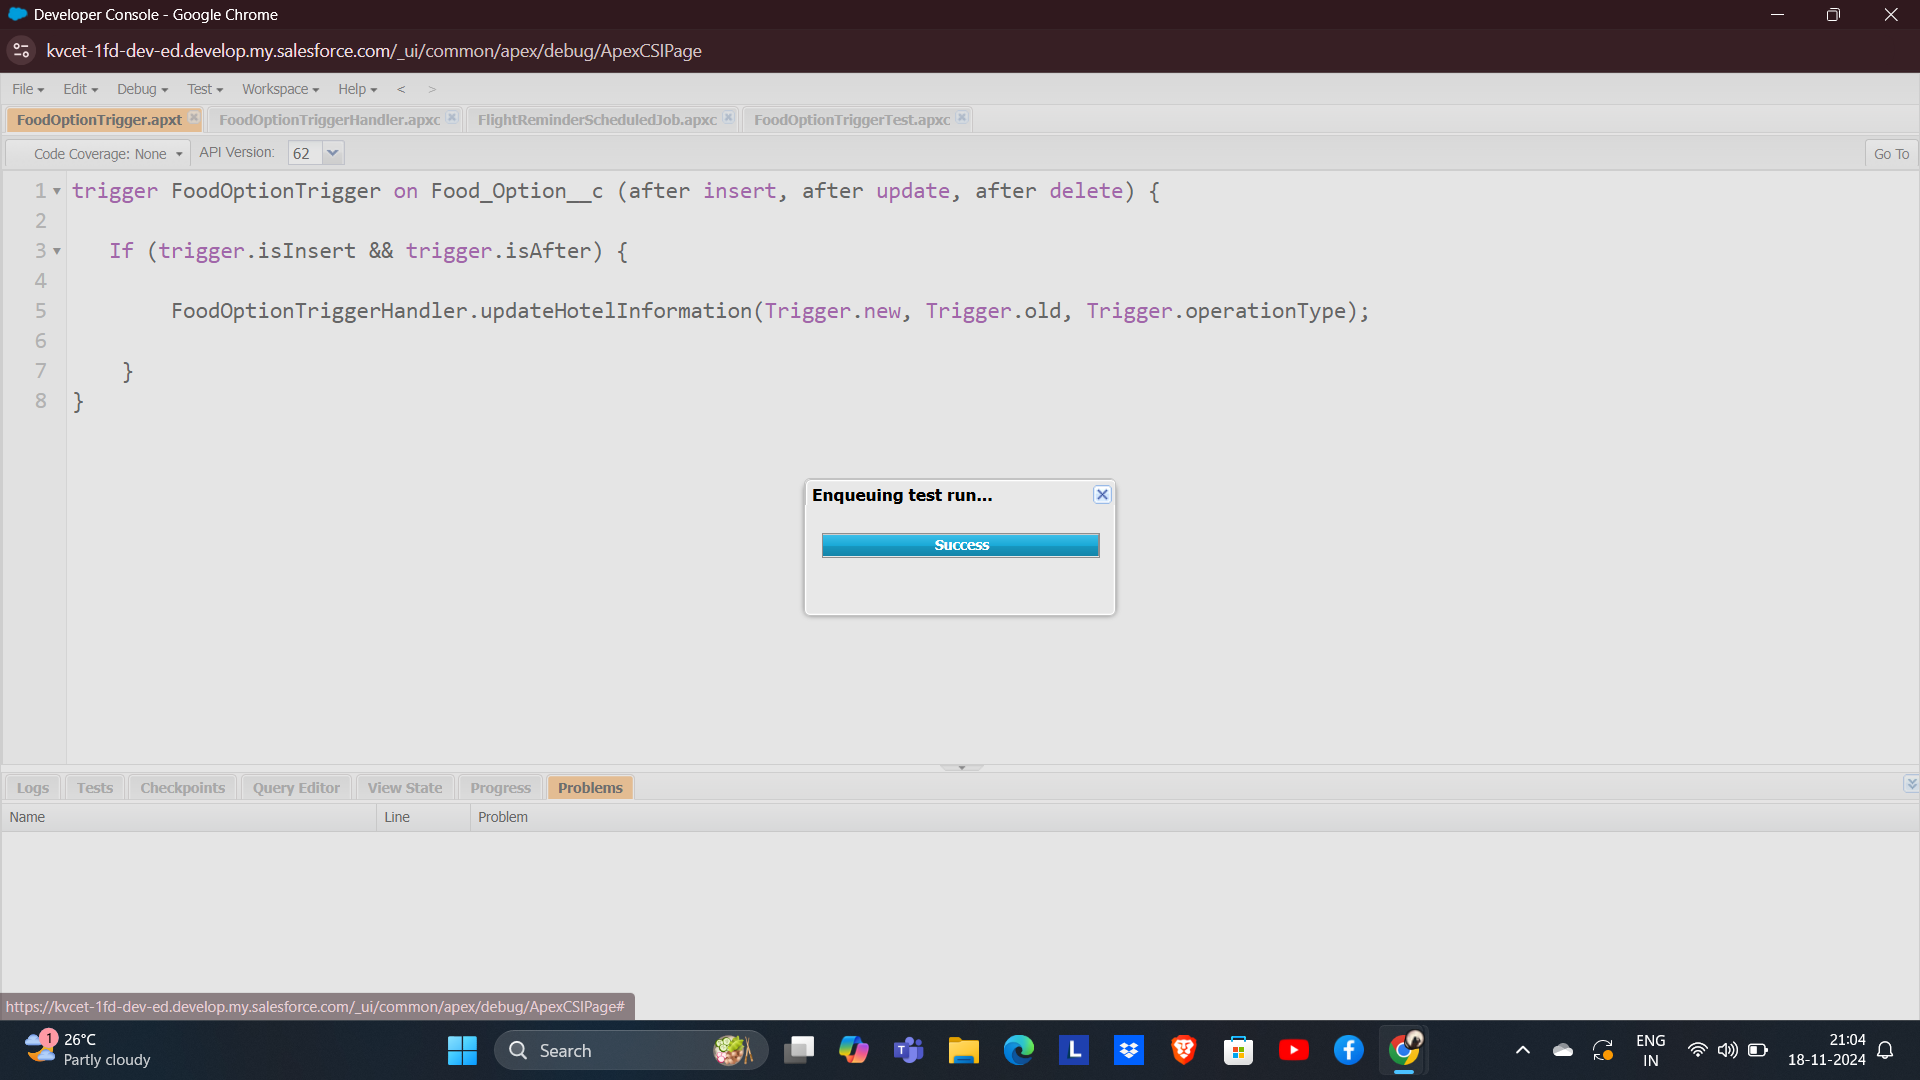 Developer Console - Google Chrome
kvcet-1fd-dev-ed.develop.my.salesforce.com/_ui/common/apex/debug/ApexCSIPage
File Edit Debug Test Workspace Help < >
FoodOptionTrigger.apxt FoodOptionTriggerHandler.apxc FlightReminderScheduledJob.apxc FoodOptionTriggerTest.apxc
Code Coverage: None API Version: 62 Go To
1 trigger FoodOptionTrigger on Food_Option__c (after insert, after update, after delete) {
2
3 If (trigger.isInsert && trigger.isAfter) {
4
5 FoodOptionTriggerHandler.updateHotelInformation(Trigger.new, Trigger.old, Trigger.operationType);
6
7 }
8 }
Enqueuing test run...
Success
Logs Tests Checkpoints Query Editor View State Progress Problems
Name Line Problem
https://kvcet-1fd-dev-ed.develop.my.salesforce.com/_ui/common/apex/debug/ApexCSIPage#
1 26°C
Partly cloudy
Search
L
ENG
IN
21:04
18-11-2024